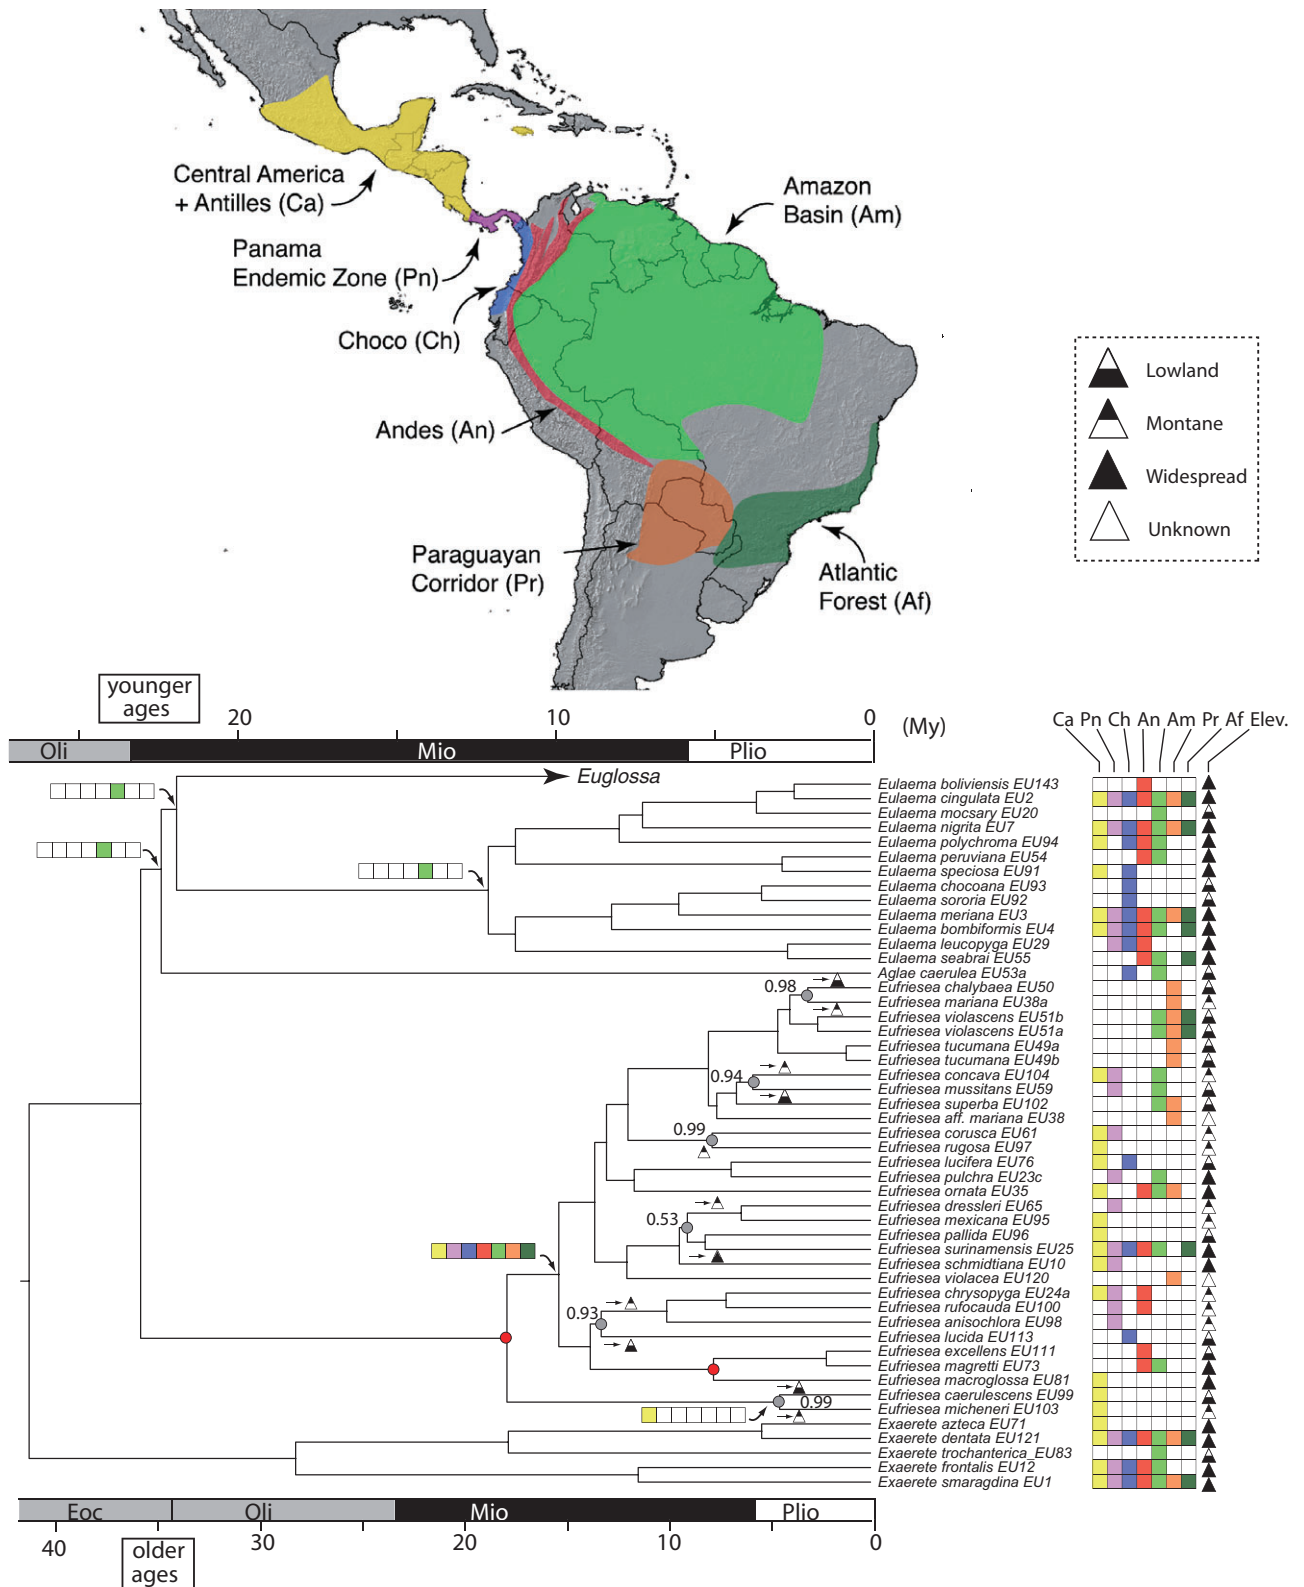 Central America
+ Antilles (Ca)
Panama
Endemic Zone (Pn)
Choco (Ch)
Andes (An)
Paraguayan
Corridor (Pr)
Amazon
Basin (Am)
Atlantic
Forest (Af)
Lowland
Montane
Widespread
Unknown
younger
ages
20
10
0
(My)
Oli
Mio
Plio
Ca Pn Ch An Am Pr Af Elev.
Euglossa
Eulaema boliviensis EU143
Eulaema cingulata EU2
Eulaema mocsary EU20
Eulaema nigrita EU7
Eulaema polychroma EU94
Eulaema peruviana EU54
Eulaema speciosa EU91
Eulaema chocoana EU93
Eulaema sororia EU92
Eulaema meriana EU3
Eulaema bombiformis EU4
Eulaema leucopyga EU29
Eulaema seabrai EU55
Aglae caerulea EU53a
0.98
Eufriesea chalybaea EU50
Eufriesea mariana EU38a
Eufriesea violascens EU51b
Eufriesea violascens EU51a
Eufriesea tucumana EU49a
Eufriesea tucumana EU49b
0.94
Eufriesea concava EU104
Eufriesea mussitans EU59
Eufriesea superba EU102
Eufriesea aff. mariana EU38
0.99
Eufriesea corusca EU61
Eufriesea rugosa EU97
Eufriesea lucifera EU76
Eufriesea pulchra EU23c
Eufriesea ornata EU35
Eufriesea dressleri EU65
0.53
Eufriesea mexicana EU95
Eufriesea pallida EU96
Eufriesea surinamensis EU25
Eufriesea schmidtiana EU10
Eufriesea violacea EU120
Eufriesea chrysopyga EU24a
0.93
Eufriesea rufocauda EU100
Eufriesea anisochlora EU98
Eufriesea lucida EU113
Eufriesea excellens EU111
Eufriesea magretti EU73
Eufriesea macroglossa EU81
Eufriesea caerulescens EU99
0.99
Eufriesea micheneri EU103
Exaerete azteca EU71
Exaerete dentata EU121
Exaerete trochanterica_EU83
Exaerete frontalis EU12
Exaerete smaragdina EU1
Eoc
Oli
Mio
Plio
40
30
20
10
0
older
ages